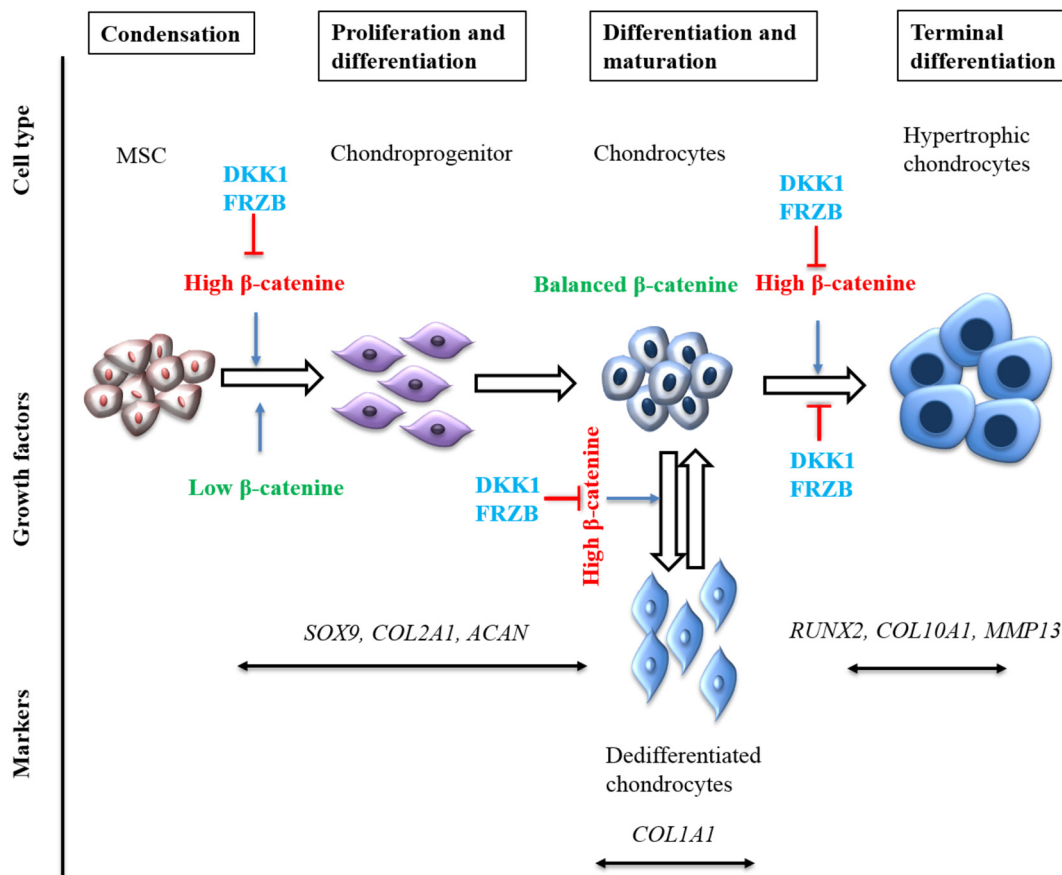 Condensation
Proliferation and
differentiation
Differentiation and
maturation
Terminal
differentiation
Cell type
MSC
Chondroprogenitor
Chondrocytes
Hypertrophic
chondrocytes
DKK1
FRZB
DKK1
FRZB
High β-catenine
Balanced β-catenine
High β-catenine
Growth factors
Low β-catenine
DKK1
FRZB
High β-catenine
DKK1
FRZB
Markers
SOX9, COL2A1, ACAN
RUNX2, COL10A1, MMP13
Dedifferentiated
chondrocytes
COL1A1